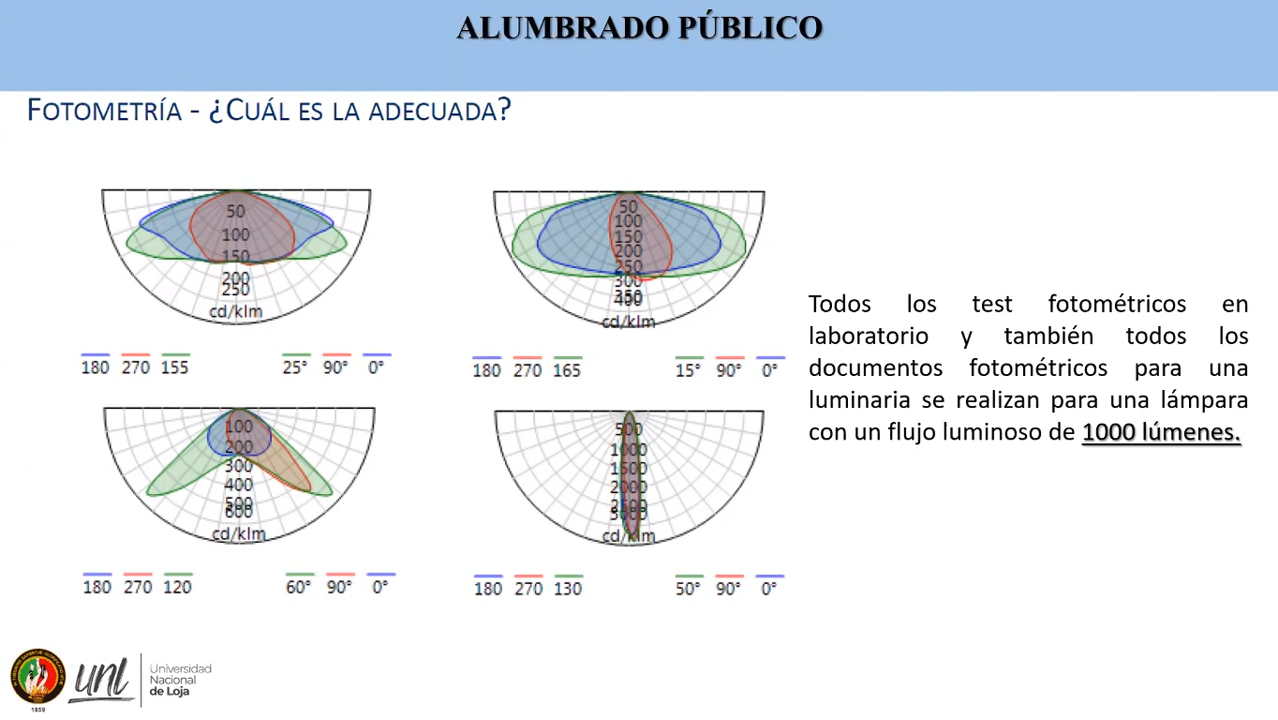 ALUMBRADO PÚBLICO
FOTOMETRÍA - ¿CUÁL ES LA ADECUADA?
50
100
150
200
250
cd/klm
180 270 155 25° 90° 0°
50
100
150
200
250
300
350
400
cd/klm
180 270 165 15° 90° 0°
100
200
300
400
500
600
cd/klm
180 270 120 60° 90° 0°
500
1000
1500
2000
2500
3000
cd/klm
180 270 130 50° 90° 0°
Todos los test fotométricos en
laboratorio y también todos los
documentos fotométricos para una
luminaria se realizan para una lámpara
con un flujo luminoso de 1000 lúmenes.
1859
unl
Universidad
Nacional
de Loja